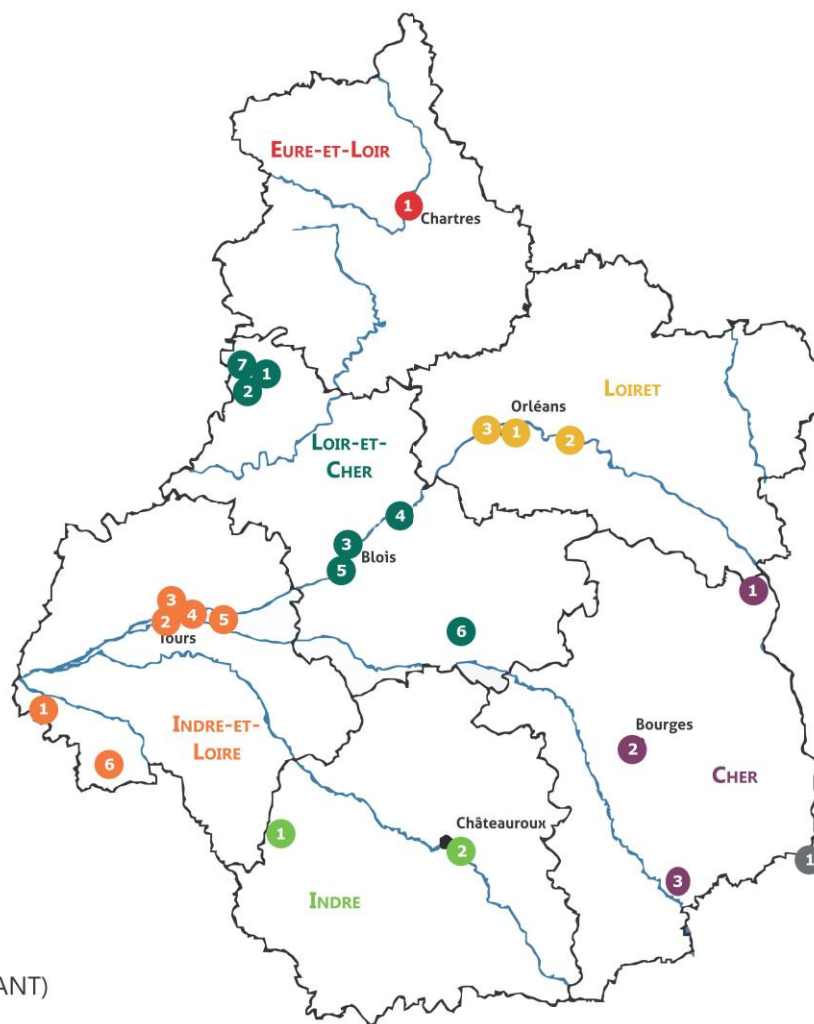 EURE-ET-LOIR
1
Chartres
7
1
2
LOIRET
Orléans
3
1
2
LOIR-ET-
CHER
4
3
Blois
5
1
3
4
2
5
6
Tours
1
INDRE-ET-
LOIRE
6
Bourges
2
CHER
Châteauroux
1
2
1
3
INDRE
ANT)